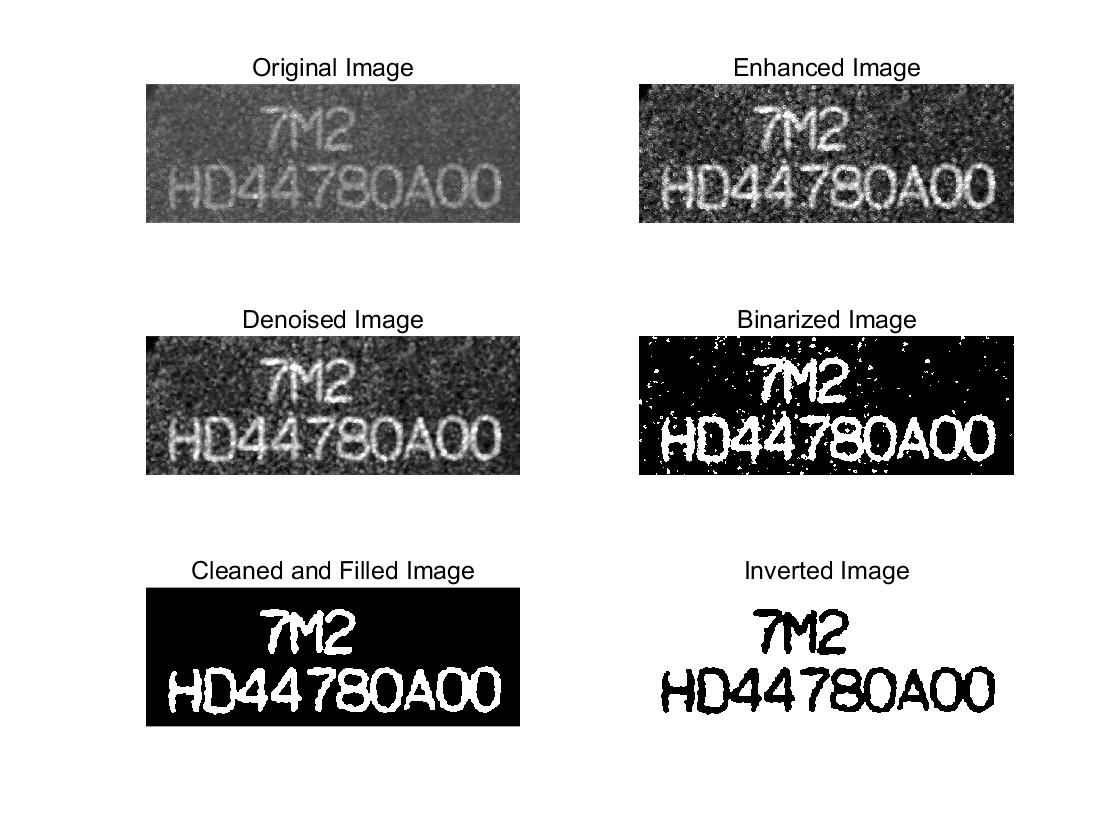 Original Image
7M2
HD44780A00
Enhanced Image
7M2
HD44780A00
Denoised Image
7M2
HD44780A00
Binarized Image
7M2
HD44780A00
Cleaned and Filled Image
7M2
HD44780A00
Inverted Image
7M2
HD44780A00